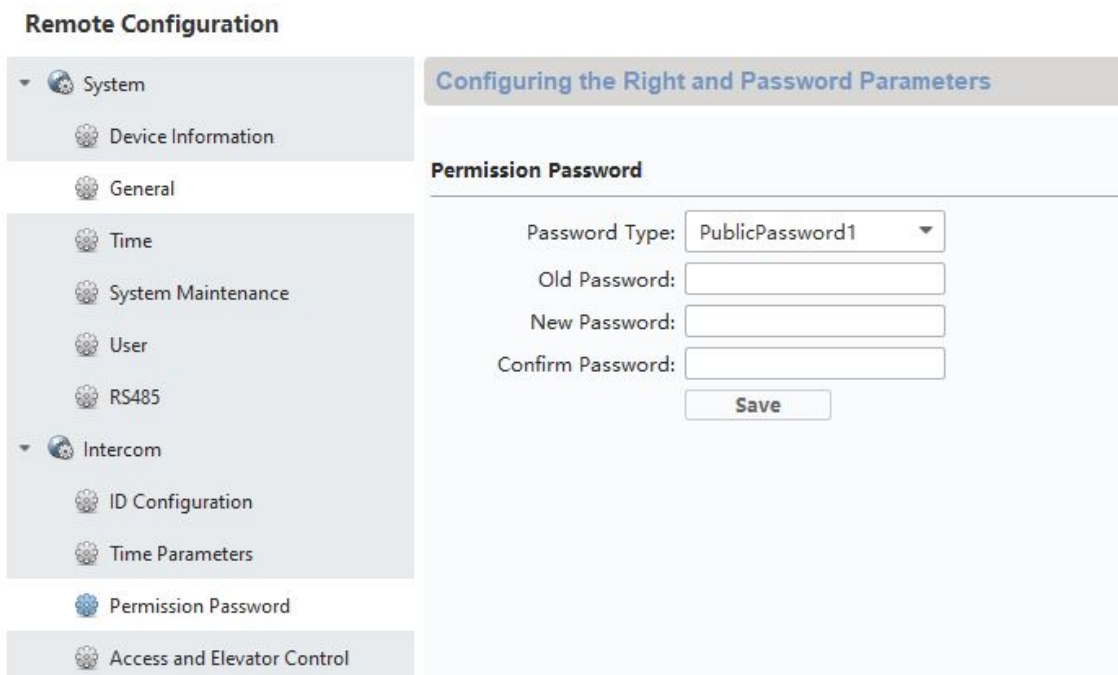 Remote Configuration
System
Device Information
General
Time
System Maintenance
User
RS485
Intercom
ID Configuration
Time Parameters
Permission Password
Access and Elevator Control
Configuring the Right and Password Parameters
Permission Password
Password Type: PublicPassword1
Old Password:
New Password:
Confirm Password:
Save